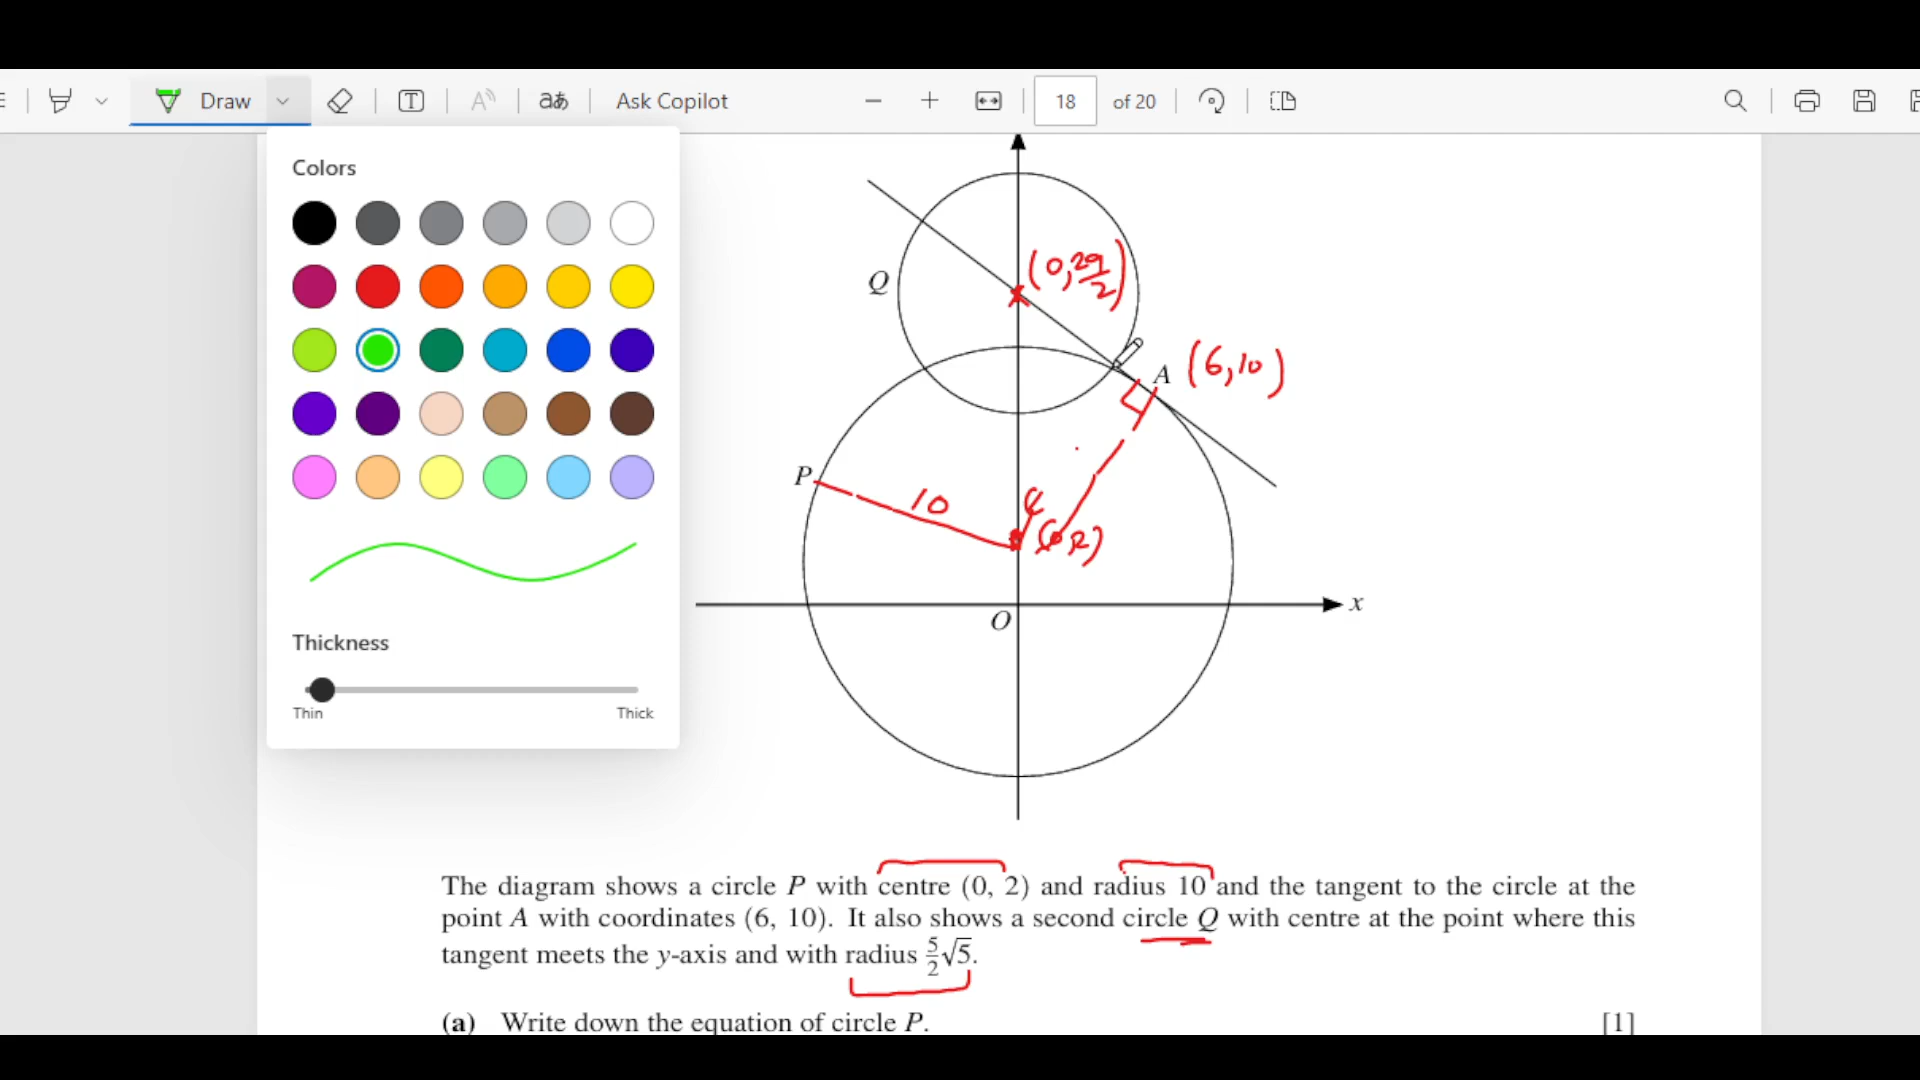 Draw
T
A
aあ
Ask Copilot
18 of 20
Colors
Thickness
Thin
Thick
Q
(0, 29/2)
A (6, 10)
P
10
(0, 2)
O
x
The diagram shows a circle P with centre (0, 2) and radius 10 and the tangent to the circle at the
point A with coordinates (6, 10). It also shows a second circle Q with centre at the point where this
tangent meets the y-axis and with radius 5/2√5.
(a) Write down the equation of circle P. [1]